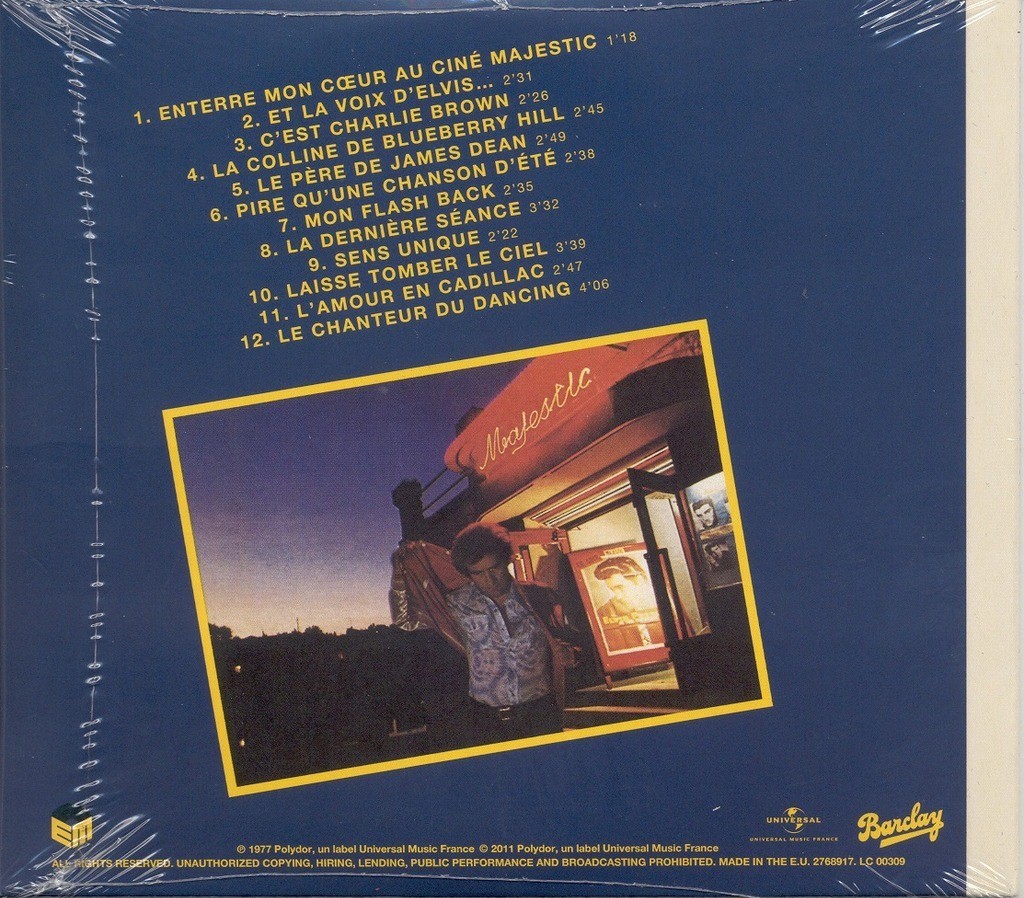 1. ENTERRE MON CŒUR AU CINÉ MAJESTIC 1'18
2. ET LA VOIX D'ELVIS... 2'31
3. C'EST CHARLIE BROWN 2'26
4. LA COLLINE DE BLUEBERRY HILL 2'45
5. LE PÈRE DE JAMES DEAN 2'49
6. PIRE QU'UNE CHANSON D'ÉTÉ 2'38
7. MON FLASH BACK 2'35
8. LA DERNIÈRE SÉANCE 3'32
9. SENS UNIQUE 2'22
10. LAISSE TOMBER LE CIEL 3'39
11. L'AMOUR EN CADILLAC 2'47
12. LE CHANTEUR DU DANCING 4'06
Majestic
EM
UNIVERSAL
UNIVERSAL MUSIC FRANCE
Barclay
℗ 1977 Polydor, un label Universal Music France © 2011 Polydor, un label Universal Music France
ALL RIGHTS RESERVED. UNAUTHORIZED COPYING, HIRING, LENDING, PUBLIC PERFORMANCE AND BROADCASTING PROHIBITED. MADE IN THE E.U. 2768917. LC 00309